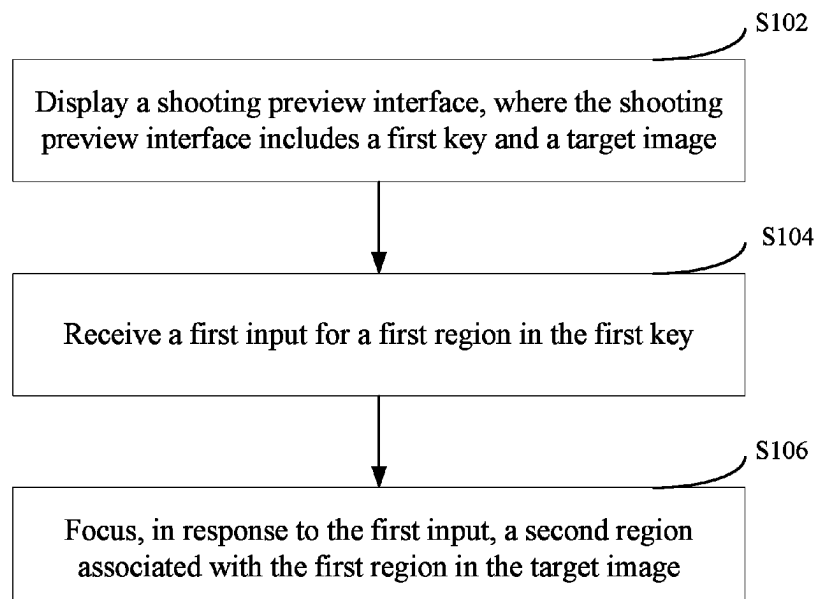 S102
Display a shooting preview interface, where the shooting
preview interface includes a first key and a target image
S104
Receive a first input for a first region in the first key
S106
Focus, in response to the first input, a second region
associated with the first region in the target image